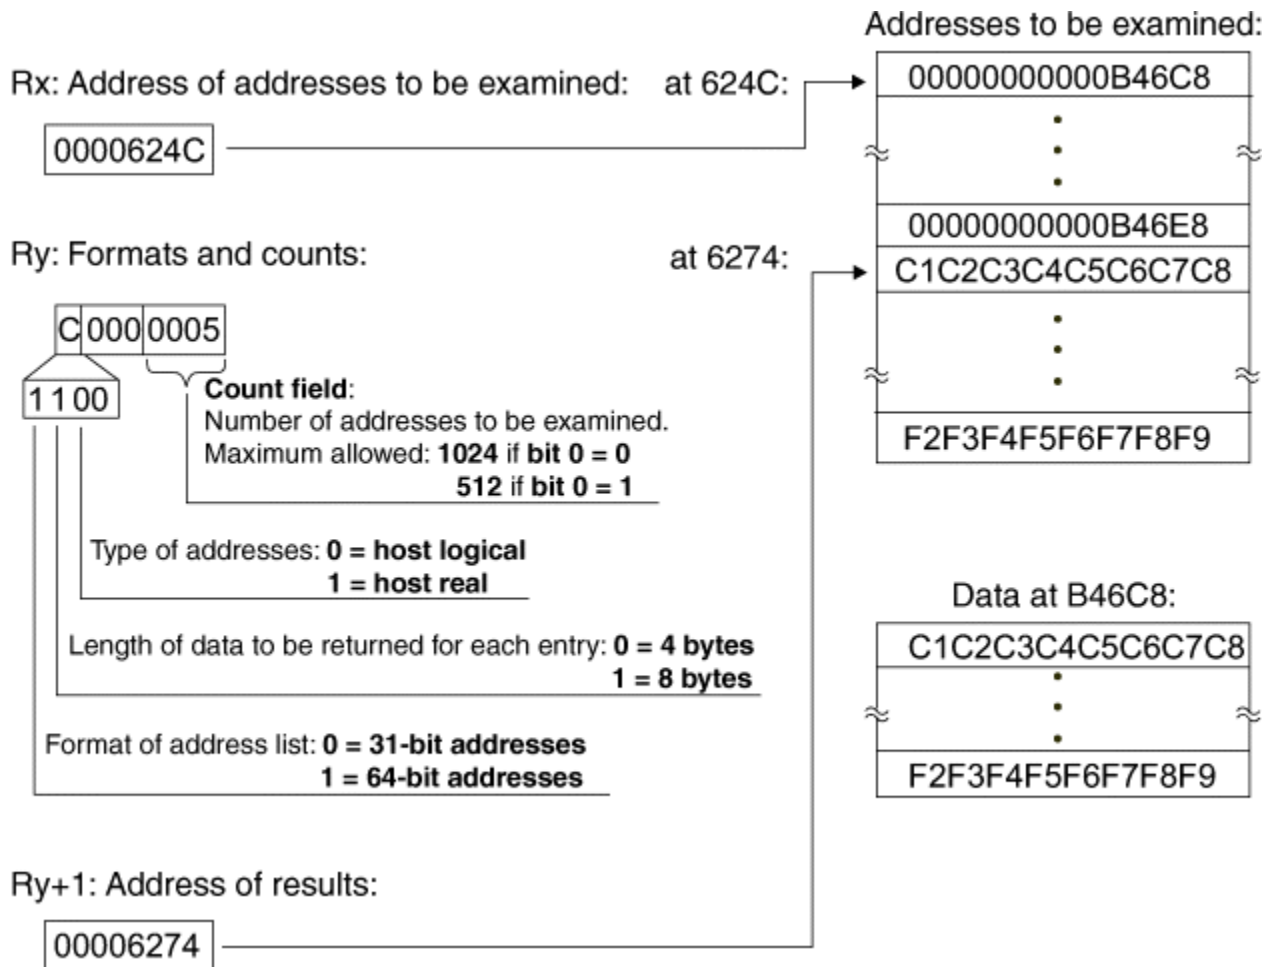 Addresses to be examined:
Rx: Address of addresses to be examined: at 624C:
00000000000B46C8
0000624C
00000000000B46E8
Ry: Formats and counts: at 6274:
C1C2C3C4C5C6C7C8
C 000 0005
1 1 00
Count field:
Number of addresses to be examined.
Maximum allowed: 1024 if bit 0 = 0
512 if bit 0 = 1
F2F3F4F5F6F7F8F9
Type of addresses: 0 = host logical
1 = host real
Length of data to be returned for each entry: 0 = 4 bytes
1 = 8 bytes
Format of address list: 0 = 31-bit addresses
1 = 64-bit addresses
Data at B46C8:
C1C2C3C4C5C6C7C8
F2F3F4F5F6F7F8F9
Ry+1: Address of results:
00006274